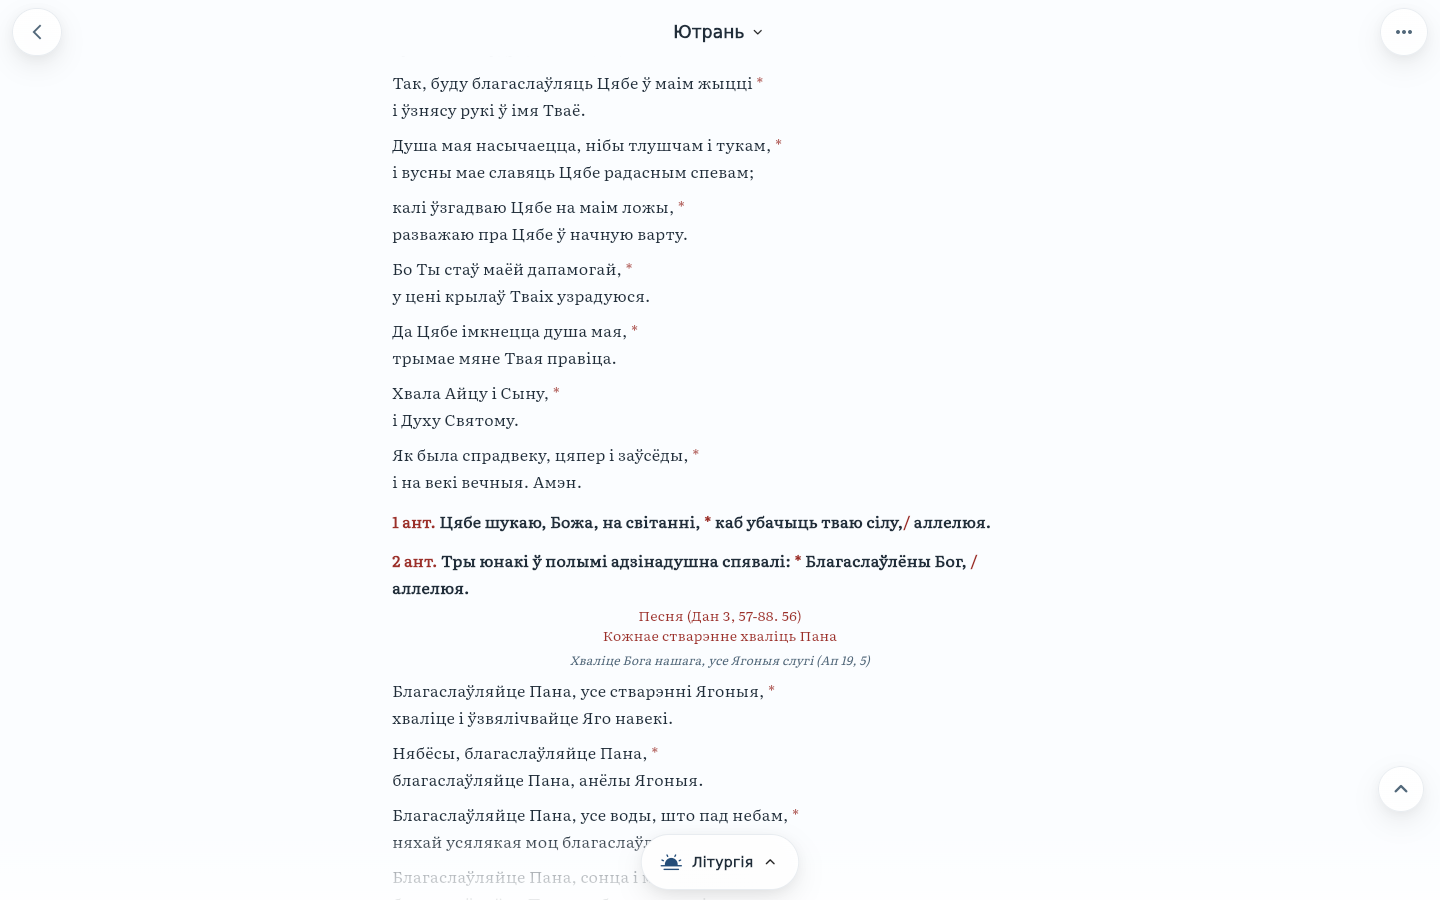 Ютрань
Так, буду благаслаўляць Цябе ў маім жыцці *
і ўзнясу рукі ў імя Тваё.
Душа мая насычаецца, нібы тлушчам і тукам, *
і вусны мае славяць Цябе радасным спевам;
калі ўзгадваю Цябе на маім ложы, *
разважаю пра Цябе ў начную варту.
Бо Ты стаў маёй дапамогай, *
у цені крылаў Тваіх узрадуюся.
Да Цябе імкнецца душа мая, *
трымае мяне Твая правіца.
Хвала Айцу і Сыну, *
і Духу Святому.
Як была спрадвеку, цяпер і заўсёды, *
і на векі вечныя. Амэн.
1 ант. Цябе шукаю, Божа, на світанні, * каб убачыць тваю сілу,/ аллелюя.
2 ант. Тры юнакі ў полымі адзінадушна спявалі: * Благаслаўлёны Бог, /
аллелюя.
Песня (Дан 3, 57-88. 56)
Кожнае стварэнне хваліць Пана
Хваліце Бога нашага, усе Ягоныя слугі (Ап 19, 5)
Благаслаўляйце Пана, усе стварэнні Ягоныя, *
хваліце і ўзвялічвайце Яго навекі.
Нябёсы, благаслаўляйце Пана, *
благаслаўляйце Пана, анёлы Ягоныя.
Благаслаўляйце Пана, усе воды, што пад небам, *
няхай усялякая моц
Благаслаўляйце Пана, сонца і
Літургія